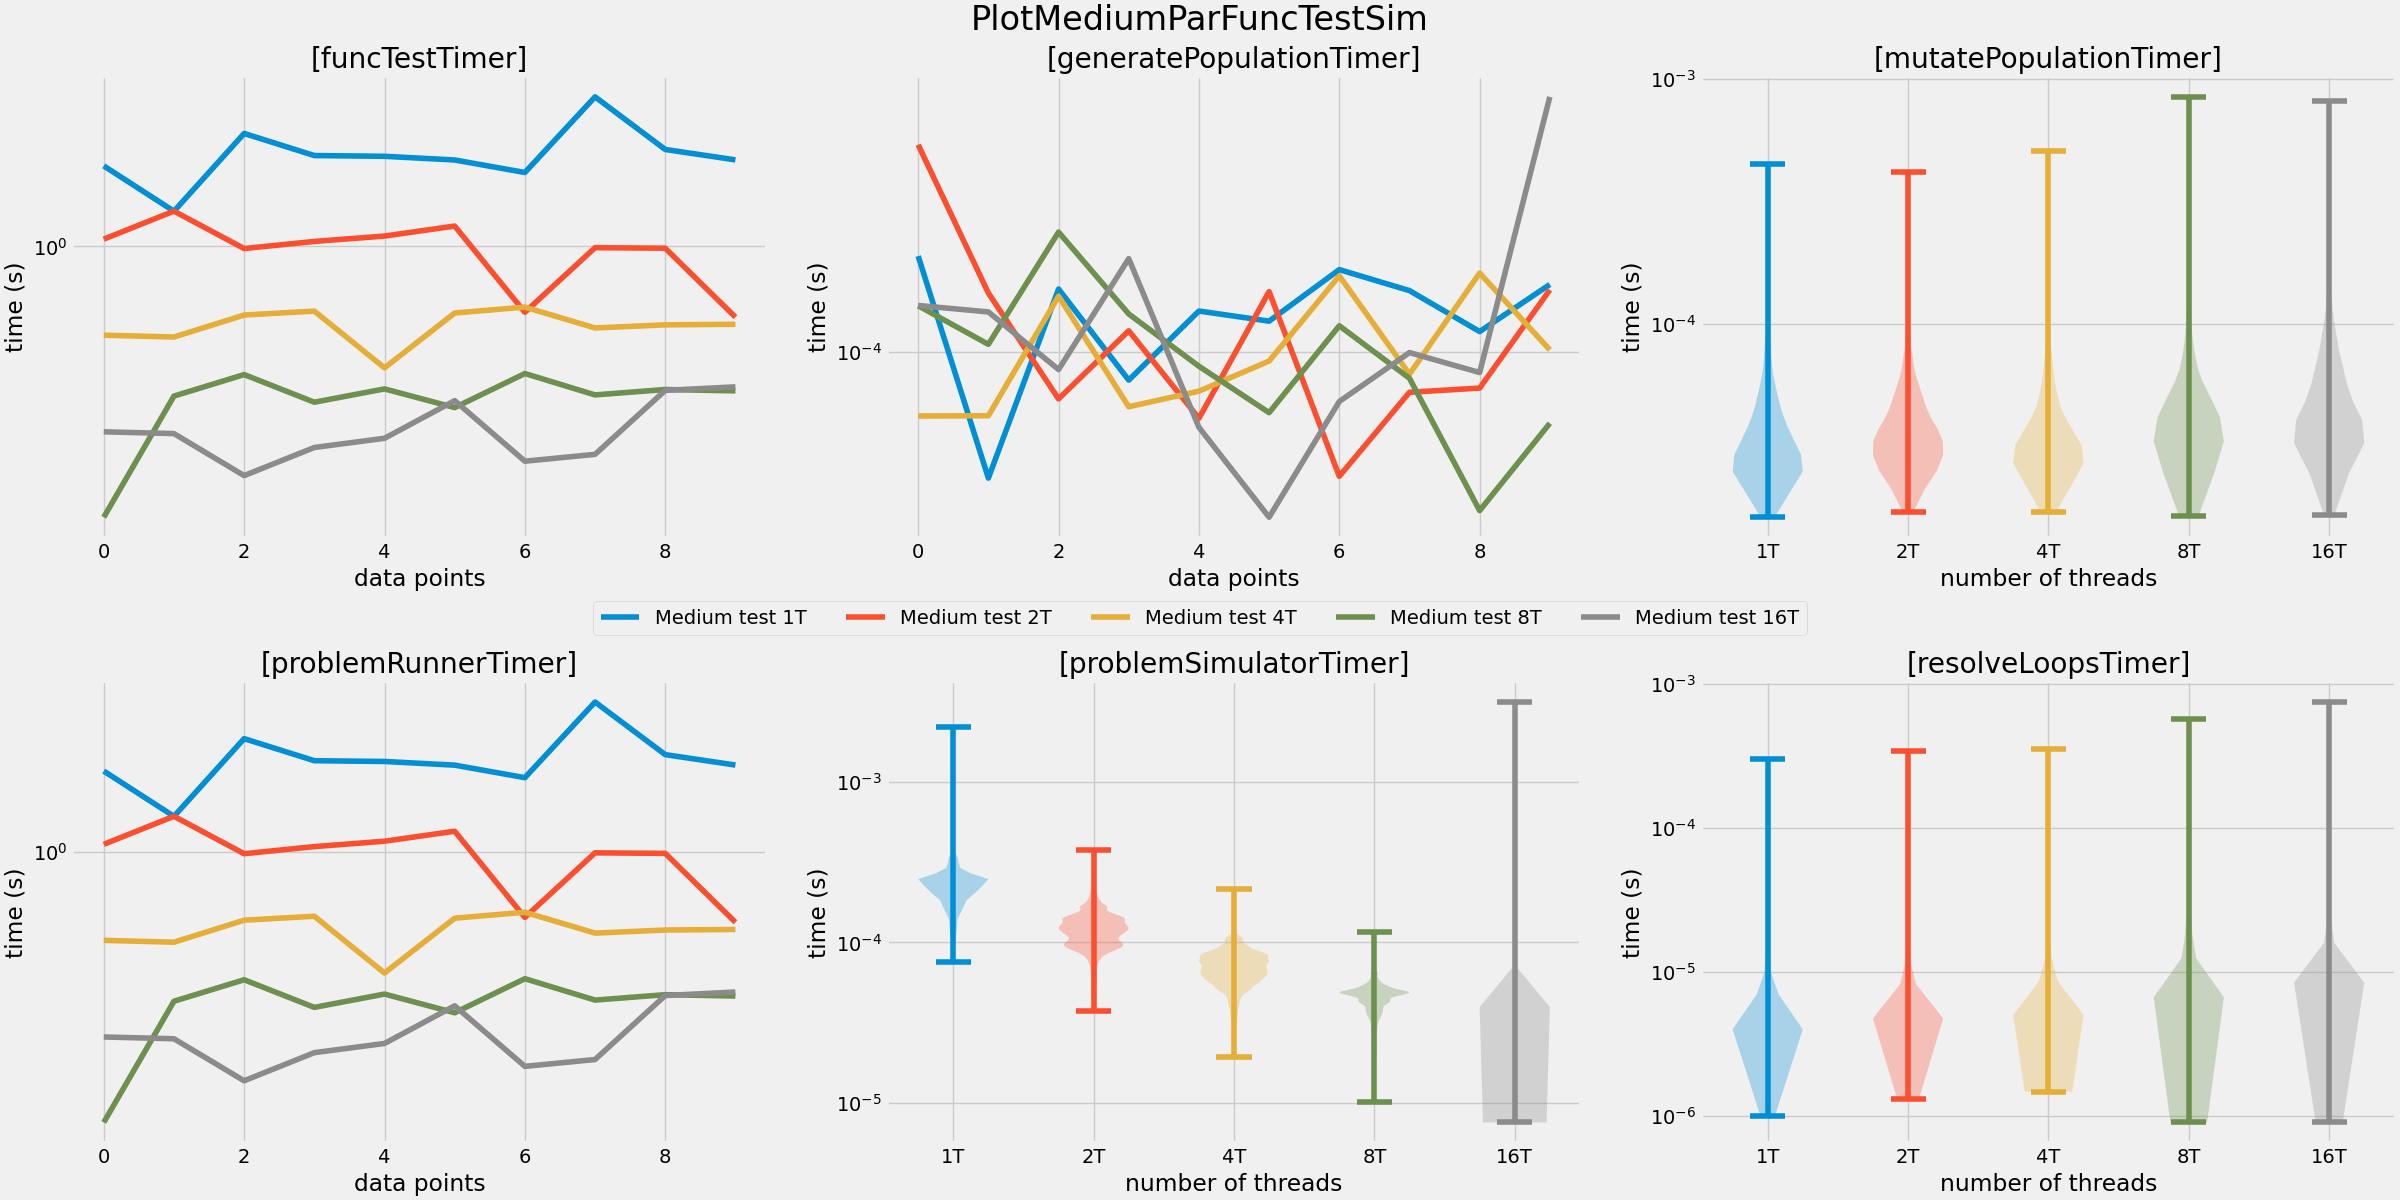 PlotMediumParFuncTestSim
[funcTestTimer]
time (s)
10⁰
0 2 4 6 8
data points
[generatePopulationTimer]
time (s)
10⁻⁴
0 2 4 6 8
data points
[mutatePopulationTimer]
time (s)
10⁻³
10⁻⁴
1T 2T 4T 8T 16T
number of threads
Medium test 1T Medium test 2T Medium test 4T Medium test 8T Medium test 16T
[problemRunnerTimer]
time (s)
10⁰
0 2 4 6 8
data points
[problemSimulatorTimer]
time (s)
10⁻³
10⁻⁴
10⁻⁵
1T 2T 4T 8T 16T
number of threads
[resolveLoopsTimer]
time (s)
10⁻³
10⁻⁴
10⁻⁵
10⁻⁶
1T 2T 4T 8T 16T
number of threads